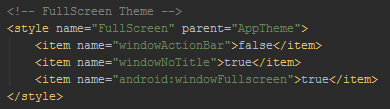 <!-- FullScreen Theme -->
<style name="FullScreen" parent="AppTheme">
    <item name="windowActionBar">false</item>
    <item name="windowNoTitle">true</item>
    <item name="android:windowFullscreen">true</item>
</style>